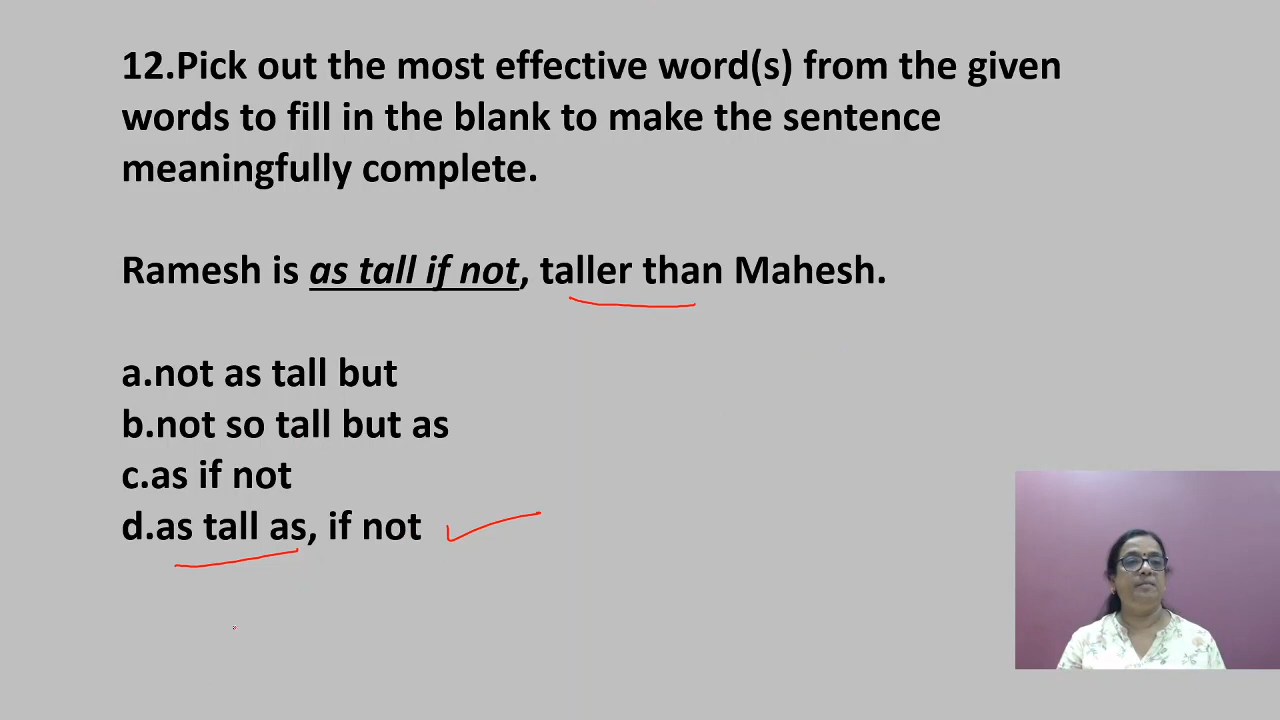 12.Pick out the most effective word(s) from the given
words to fill in the blank to make the sentence
meaningfully complete.
Ramesh is as tall if not, taller than Mahesh.
a.not as tall but
b.not so tall but as
c.as if not
d.as tall as, if not